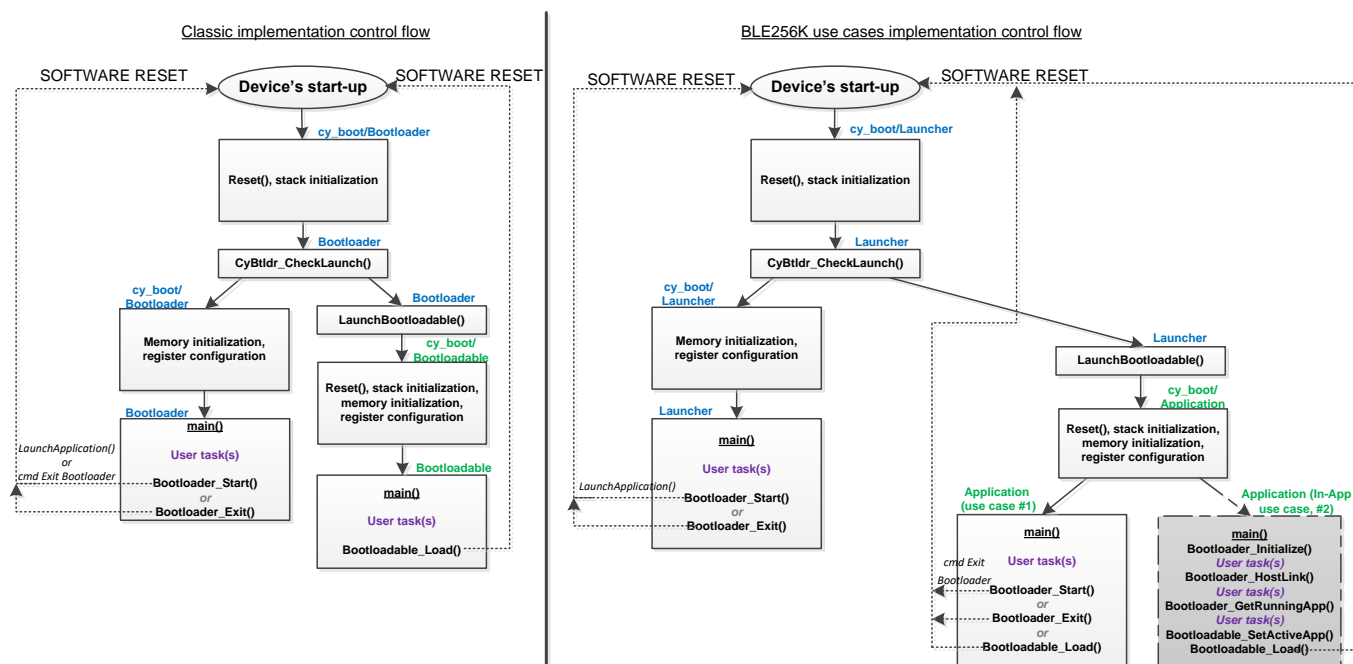 Classic implementation control flow
SOFTWARE RESET
SOFTWARE RESET
Device's start-up
cy_boot/Bootloader
Reset(), stack initialization
Bootloader
CyBtldr_CheckLaunch()
cy_boot/
Bootloader
Bootloader
LaunchBootloadable()
Memory initialization,
register configuration
cy_boot/
Bootloadable
Reset(), stack initialization,
memory initialization,
register configuration
Bootloader
main()
User task(s)
LaunchApplication()
or
cmd Exit Bootloader
Bootloader_Start()
or
Bootloader_Exit()
Bootloadable
main()
User task(s)
Bootloadable_Load()
BLE256K use cases implementation control flow
SOFTWARE RESET
SOFTWARE RESET
Device's start-up
cy_boot/Launcher
Reset(), stack initialization
Launcher
CyBtldr_CheckLaunch()
cy_boot/
Launcher
Memory initialization,
register configuration
Launcher
main()
User task(s)
LaunchApplication()
Bootloader_Start()
or
Bootloader_Exit()
Launcher
LaunchBootloadable()
cy_boot/
Application
Reset(), stack initialization,
memory initialization,
register configuration
Application
(use case #1)
main()
User task(s)
cmd Exit
Bootloader
Bootloader_Start()
or
Bootloader_Exit()
or
Bootloadable_Load()
Application (In-App
use case, #2)
main()
Bootloader_Initialize()
User task(s)
Bootloader_HostLink()
User task(s)
Bootloader_GetRunningApp()
User task(s)
Bootloadable_SetActiveApp()
Bootloadable_Load()